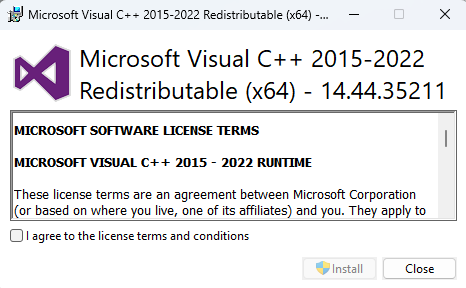 Microsoft Visual C++ 2015-2022 Redistributable (x64) -...
Microsoft Visual C++ 2015-2022
Redistributable (x64) - 14.44.35211
MICROSOFT SOFTWARE LICENSE TERMS
MICROSOFT VISUAL C++ 2015 - 2022 RUNTIME
These license terms are an agreement between Microsoft Corporation
(or based on where you live, one of its affiliates) and you. They apply to
I agree to the license terms and conditions
Install
Close